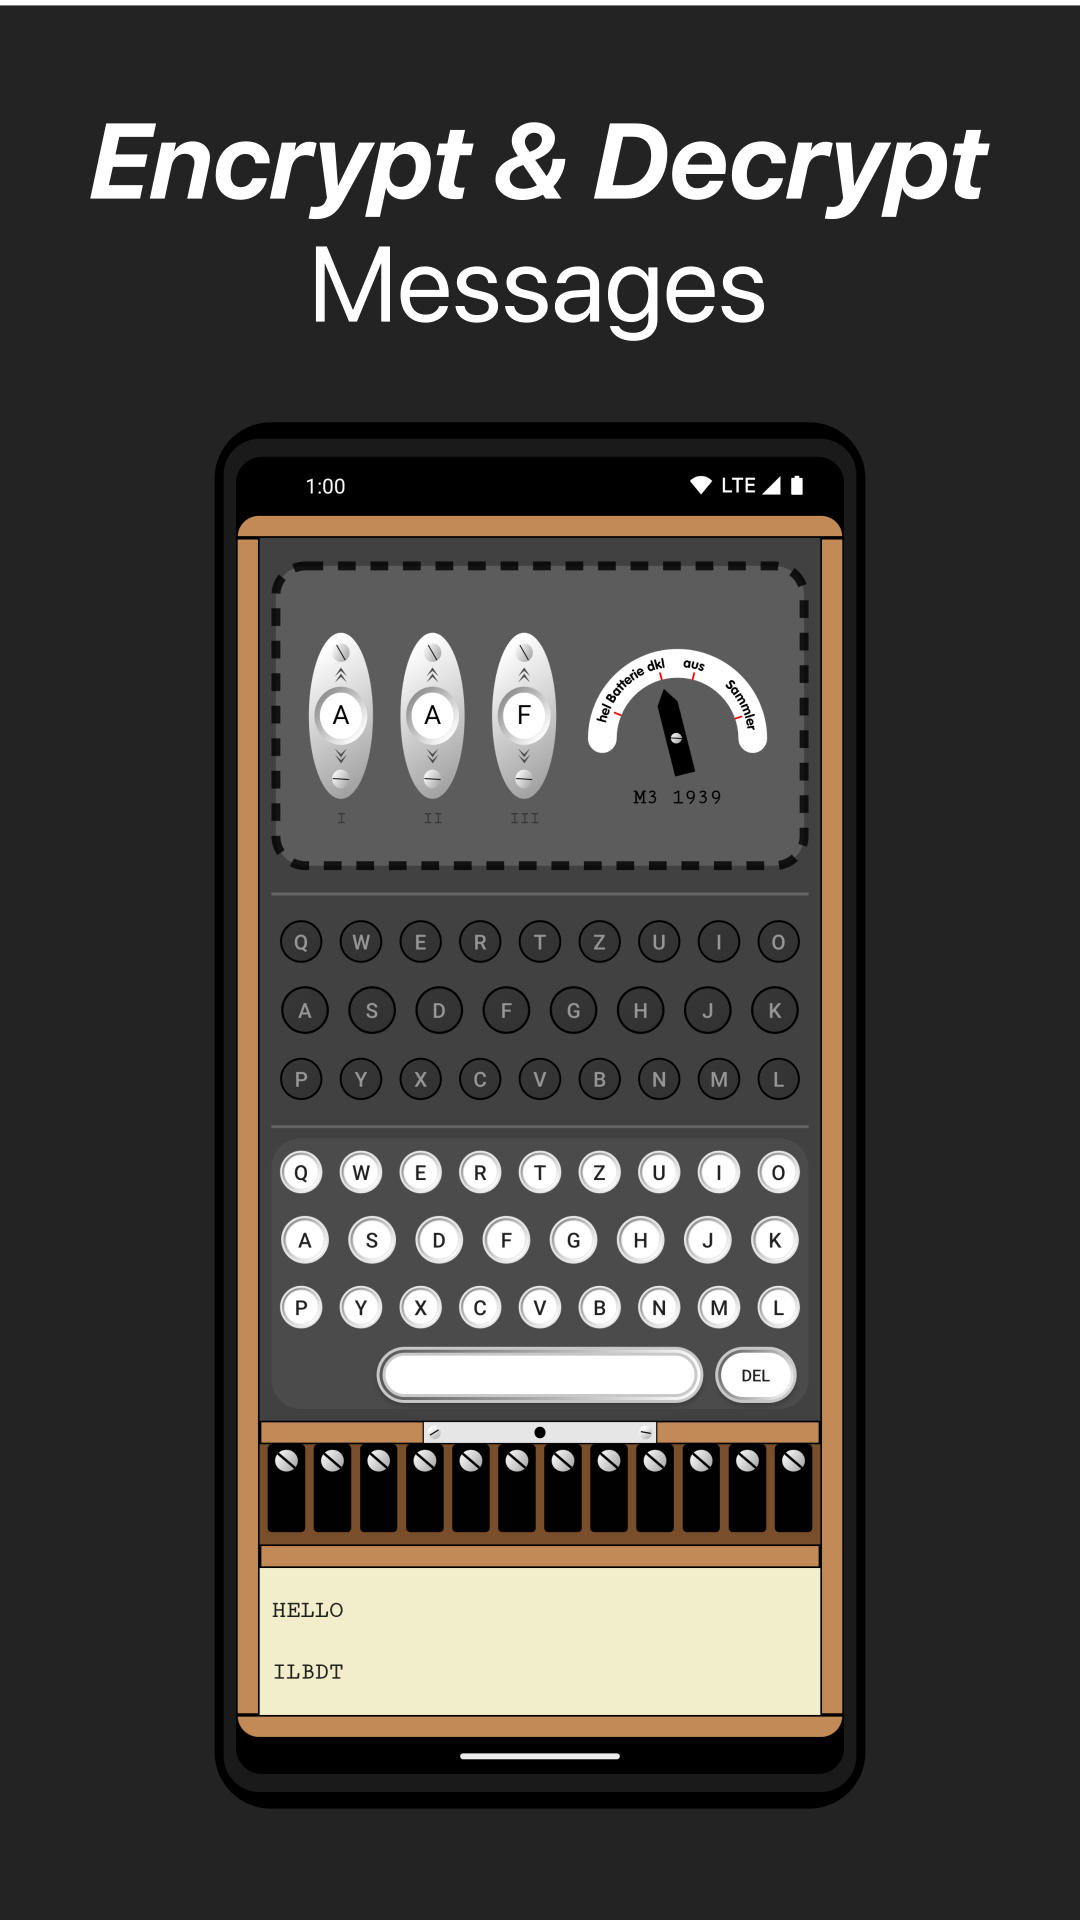 Encrypt & Decrypt
Messages
1:00 LTE
hel Batterie dkl aus Sammler
A A F
M3 1939
I II III
Q W E R T Z U I O
A S D F G H J K
P Y X C V B N M L
Q W E R T Z U I O
A S D F G H J K
P Y X C V B N M L
DEL
HELLO
ILBDT